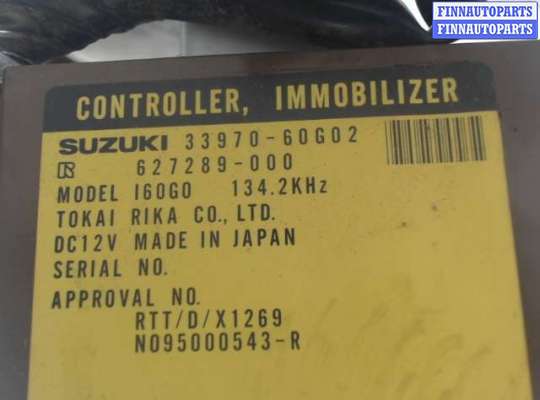 FINNAUTOPARTS
FINNAUTOPARTS
CONTROLLER, IMMOBILIZER
SUZUKI 33970-60G02
R 627289-000
MODEL I60G0 134.2KHz
TOKAI RIKA CO., LTD.
DC12V MADE IN JAPAN
SERIAL NO.
APPROVAL NO.
RTT/D/X1269
N095000543-R